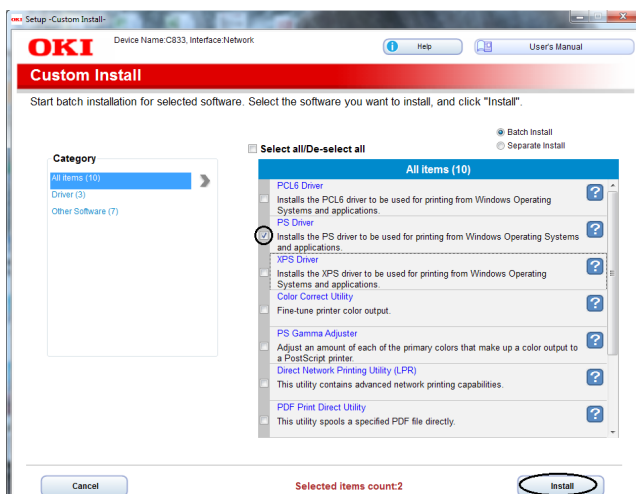 Setup -Custom Install-
OKI Device Name:C833, Interface:Network Help User's Manual
Custom Install
Start batch installation for selected software. Select the software you want to install, and click "Install".
Batch Install
Separate Install
Select all/De-select all
Category
All items (10)
Driver (3)
Other Software (7)
All items (10)
PCL6 Driver
Installs the PCL6 driver to be used for printing from Windows Operating
Systems and applications.
PS Driver
Installs the PS driver to be used for printing from Windows Operating Systems
and applications.
XPS Driver
Installs the XPS driver to be used for printing from Windows Operating
Systems and applications.
Color Correct Utility
Fine-tune printer color output.
PS Gamma Adjuster
Adjust an amount of each of the primary colors that make up a color output to
a PostScript printer.
Direct Network Printing Utility (LPR)
This utility contains advanced network printing capabilities.
PDF Print Direct Utility
This utility spools a specified PDF file directly.
Cancel Selected items count:2 Install